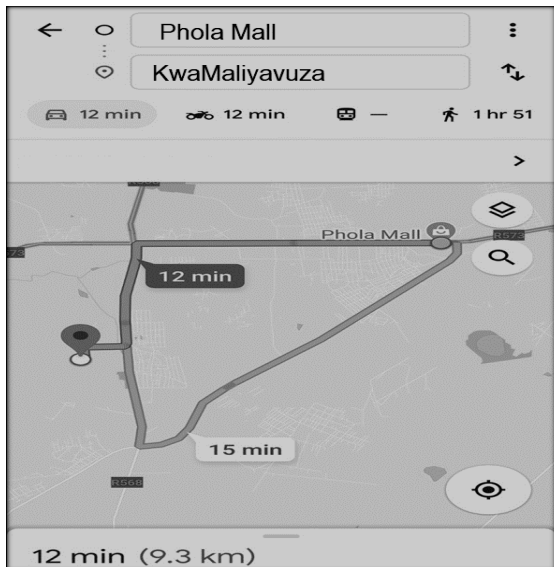 Phola Mall
KwaMaliyavuza
12 min 12 min — 1 hr 51
Phola Mall
R573
73
12 min
15 min
R568
12 min (9.3 km)